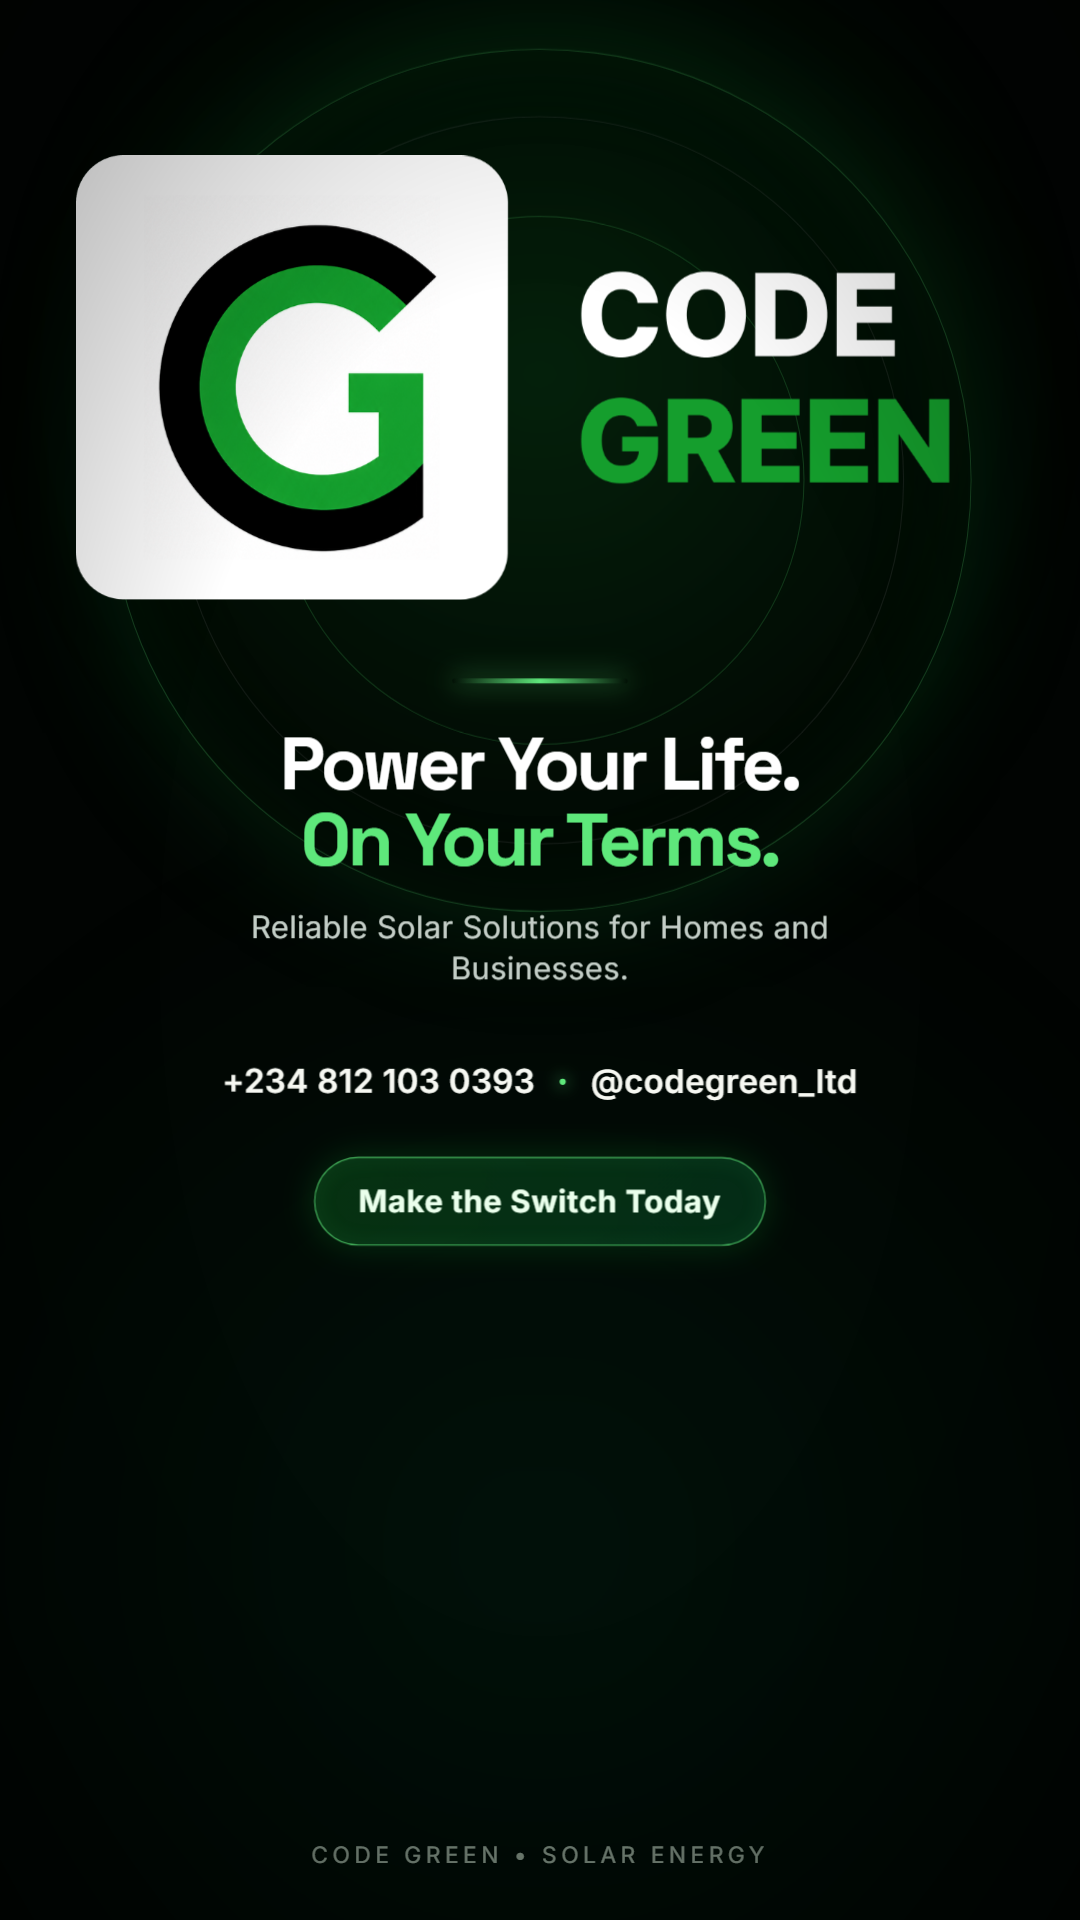 CODE
GREEN
Power Your Life.
On Your Terms.
Reliable Solar Solutions for Homes and
Businesses.
+234 812 103 0393 · @codegreen_ltd
Make the Switch Today
CODE GREEN • SOLAR ENERGY